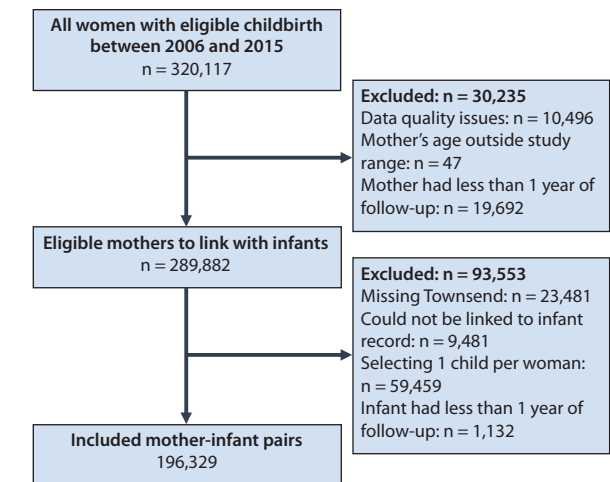 All women with eligible childbirth
between 2006 and 2015
n = 320,117
Excluded: n = 30,235
Data quality issues: n = 10,496
Mother's age outside study
range: n = 47
Mother had less than 1 year of
follow-up: n = 19,692
Eligible mothers to link with infants
n = 289,882
Excluded: n = 93,553
Missing Townsend: n = 23,481
Could not be linked to infant
record: n = 9,481
Selecting 1 child per woman:
n = 59,459
Infant had less than 1 year of
follow-up: n = 1,132
Included mother-infant pairs
196,329